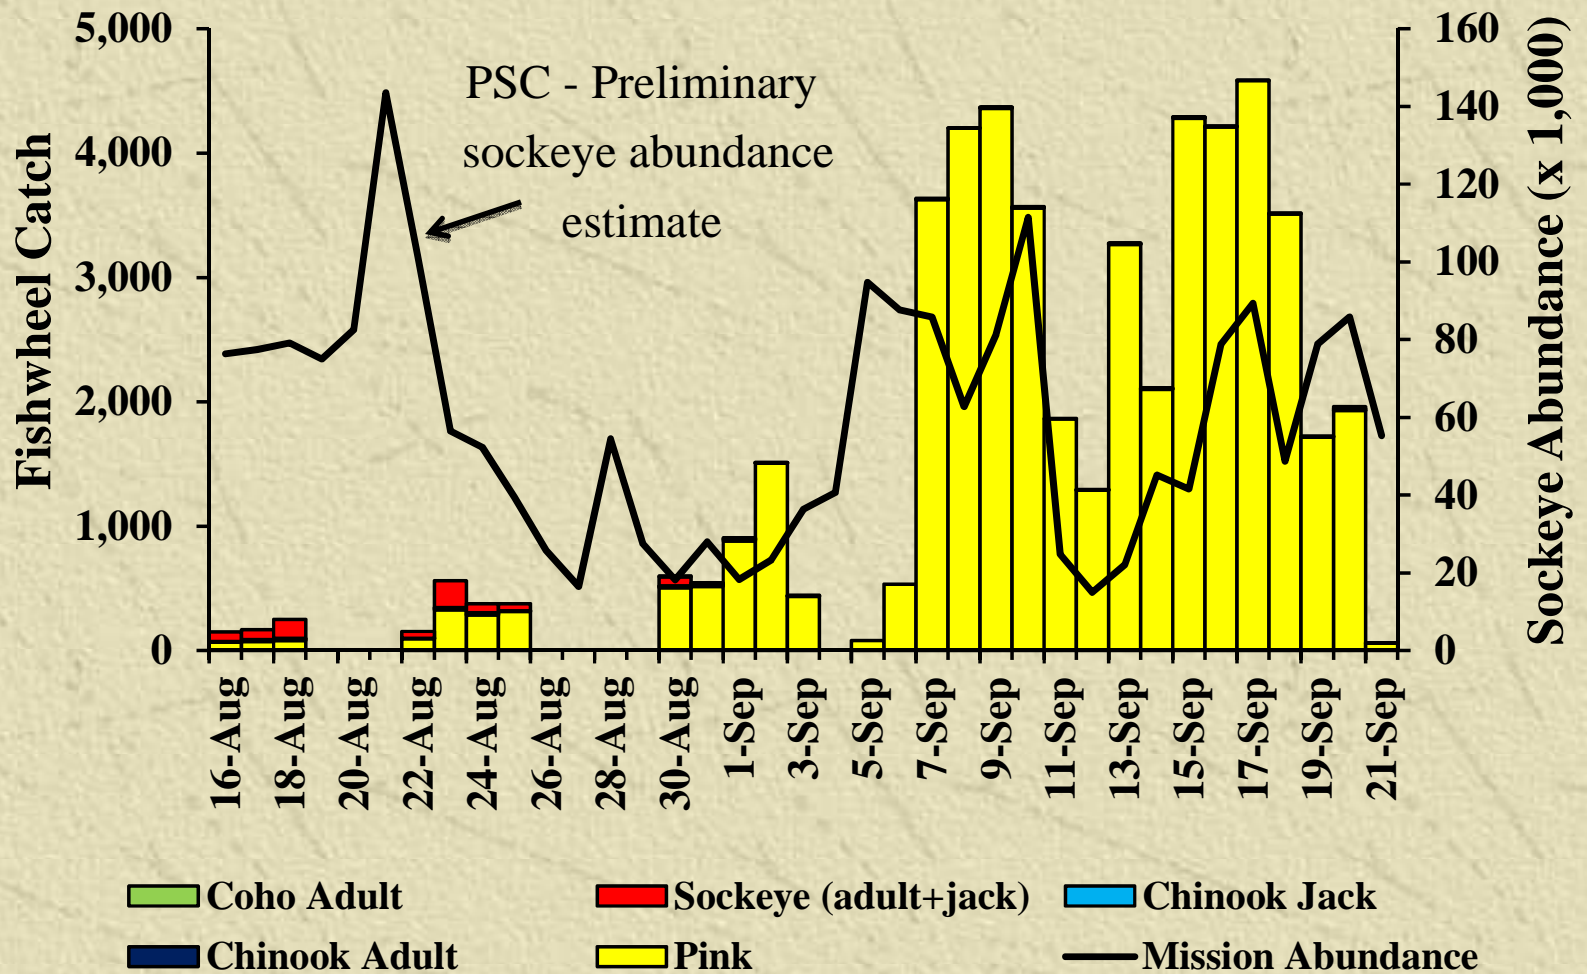 Fishwheel Catch
5,000
4,000
3,000
2,000
1,000
0
PSC - Preliminary
sockeye abundance
estimate
160
140
120
100
80
60
40
20
0
Sockeye Abundance (x 1,000)
16-Aug
18-Aug
20-Aug
22-Aug
24-Aug
26-Aug
28-Aug
30-Aug
1-Sep
3-Sep
5-Sep
7-Sep
9-Sep
11-Sep
13-Sep
15-Sep
17-Sep
19-Sep
21-Sep
Coho Adult
Sockeye (adult+jack)
Chinook Jack
Chinook Adult
Pink
Mission Abundance